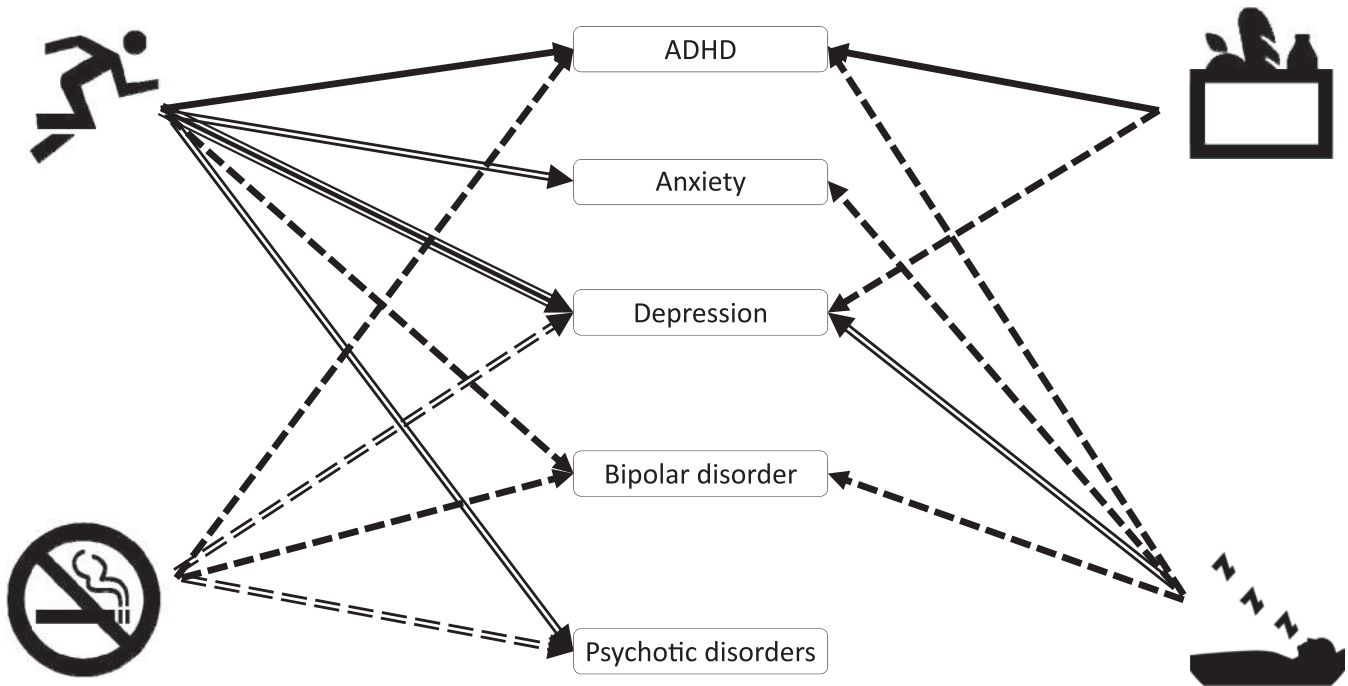 ADHD
Anxiety
Depression
Bipolar disorder
Psychotic disorders
z
z
z